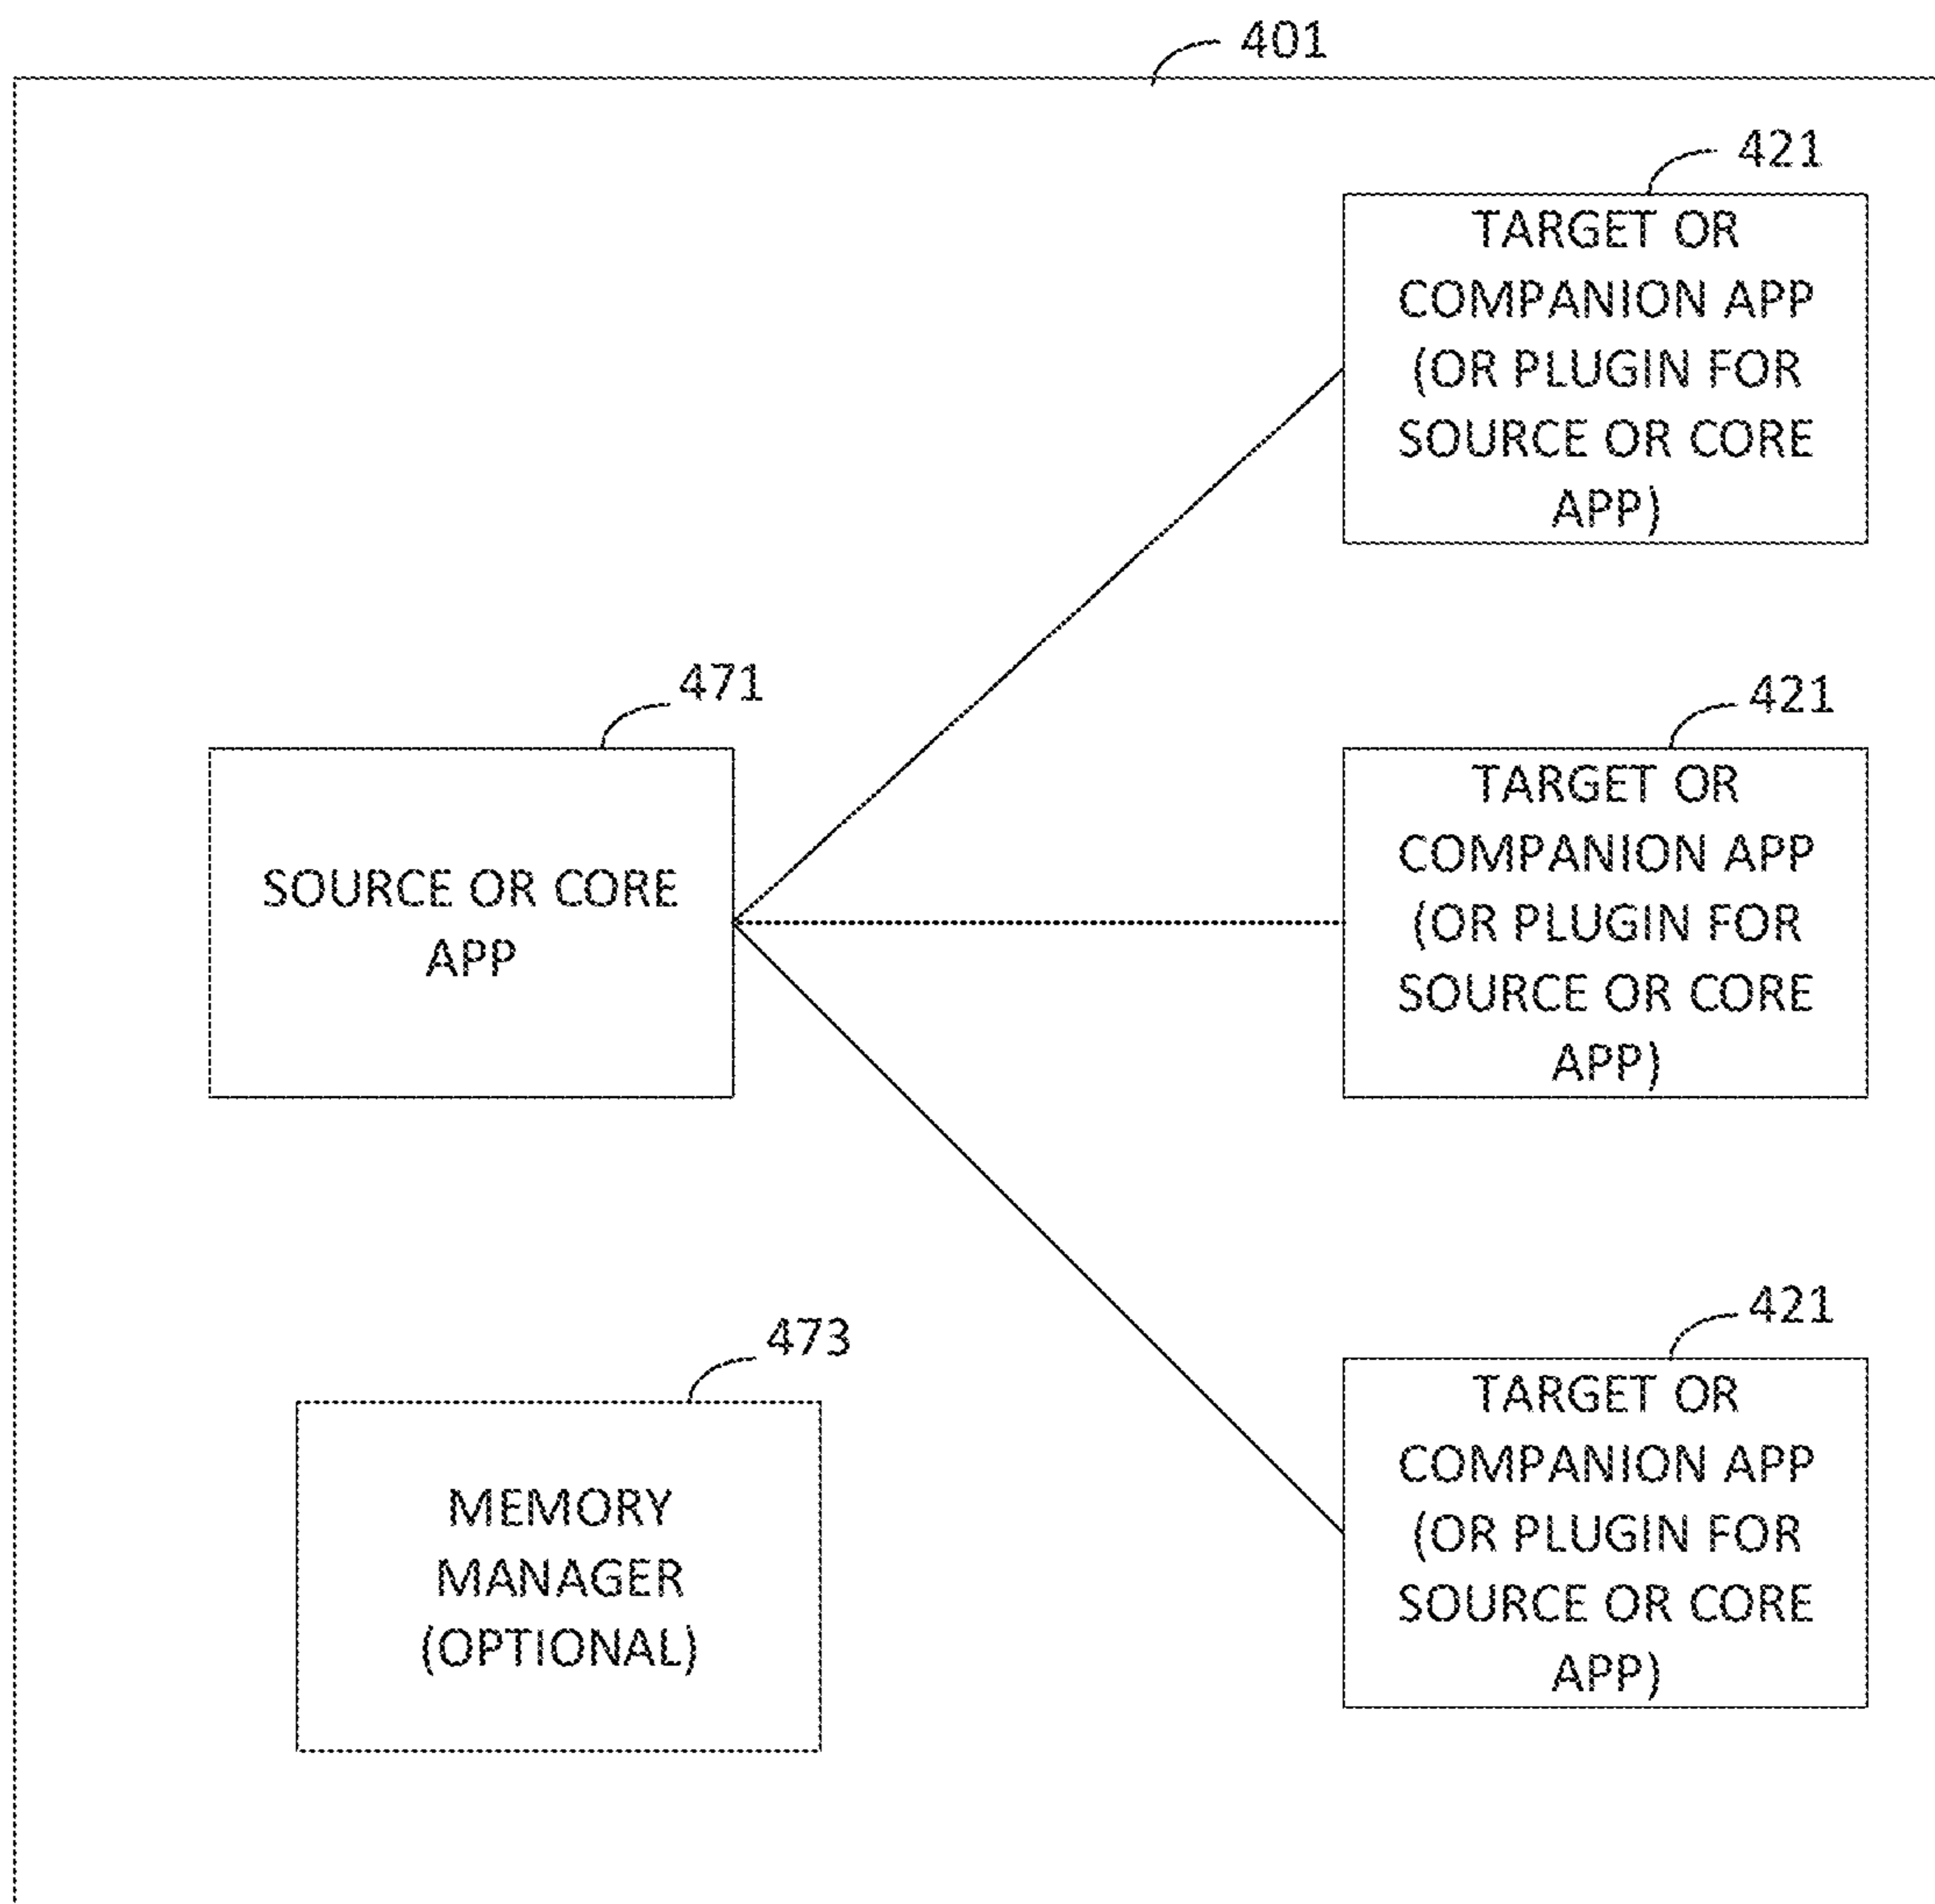 401
421
TARGET OR
COMPANION APP
(OR PLUGIN FOR
SOURCE OR CORE
APP)
471
SOURCE OR CORE
APP
421
TARGET OR
COMPANION APP
(OR PLUGIN FOR
SOURCE OR CORE
APP)
473
MEMORY
MANAGER
(OPTIONAL)
421
TARGET OR
COMPANION APP
(OR PLUGIN FOR
SOURCE OR CORE
APP)